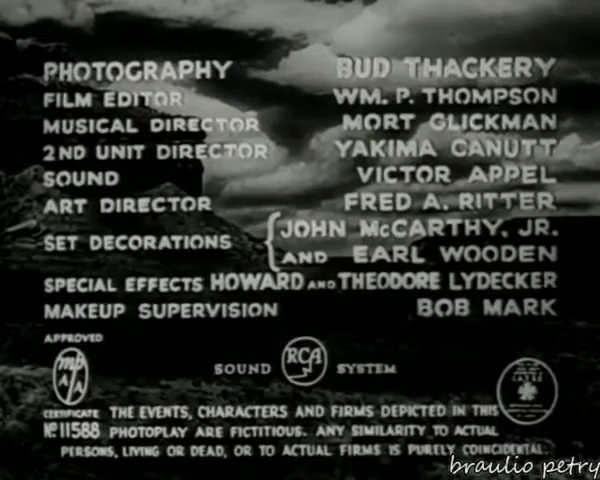 PHOTOGRAPHY BUD THACKERY
FILM EDITOR WM. P. THOMPSON
MUSICAL DIRECTOR MORT GLICKMAN
2ND UNIT DIRECTOR YAKIMA CANUTT
SOUND VICTOR APPEL
ART DIRECTOR FRED A. RITTER
SET DECORATIONS { JOHN McCARTHY, JR.
AND EARL WOODEN
SPECIAL EFFECTS HOWARD AND THEODORE LYDECKER
MAKEUP SUPERVISION BOB MARK
APPROVED
SOUND RCA SYSTEM
CERTIFICATE THE EVENTS, CHARACTERS AND FIRMS DEPICTED IN THIS
Nº 11588 PHOTOPLAY ARE FICTITIOUS. ANY SIMILARITY TO ACTUAL
PERSONS, LIVING OR DEAD, OR TO ACTUAL FIRMS IS PURELY COINCIDENTAL.
braulio petry